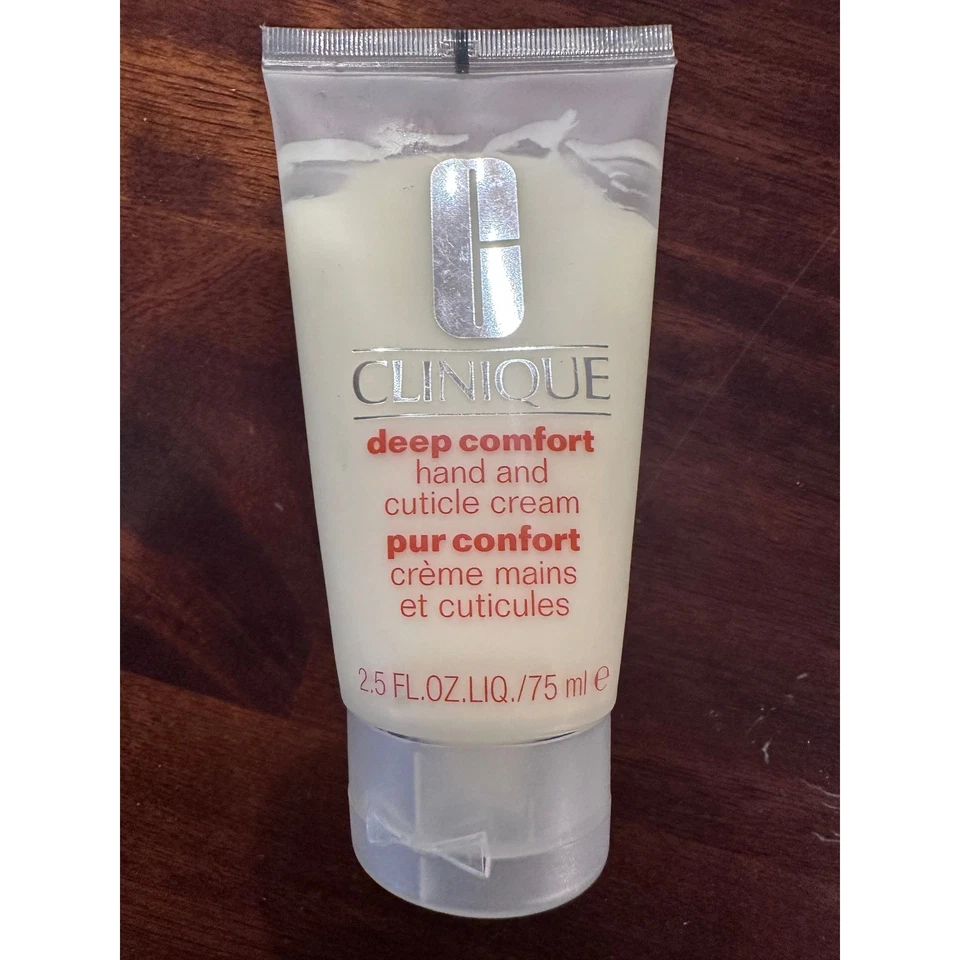 CLINIQUE
deep comfort
hand and
cuticle cream
pur confort
crème mains
et cuticules
2.5 FL.OZ.LIQ./75 ml ℮